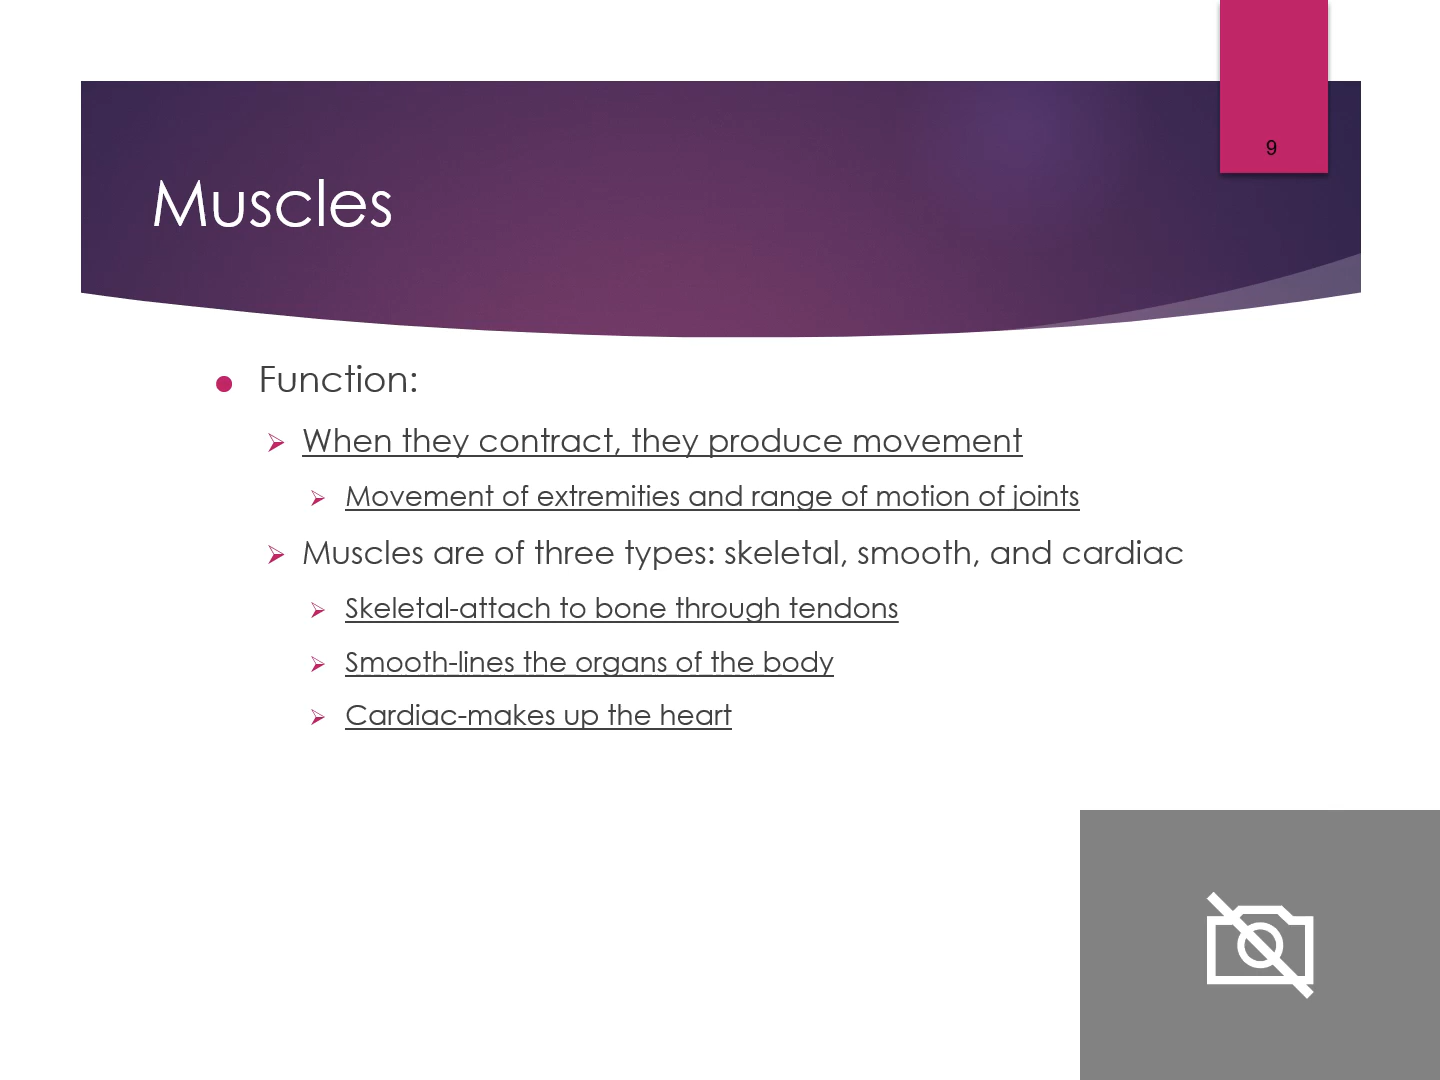 9
Muscles
Function:
When they contract, they produce movement
Movement of extremities and range of motion of joints
Muscles are of three types: skeletal, smooth, and cardiac
Skeletal-attach to bone through tendons
Smooth-lines the organs of the body
Cardiac-makes up the heart